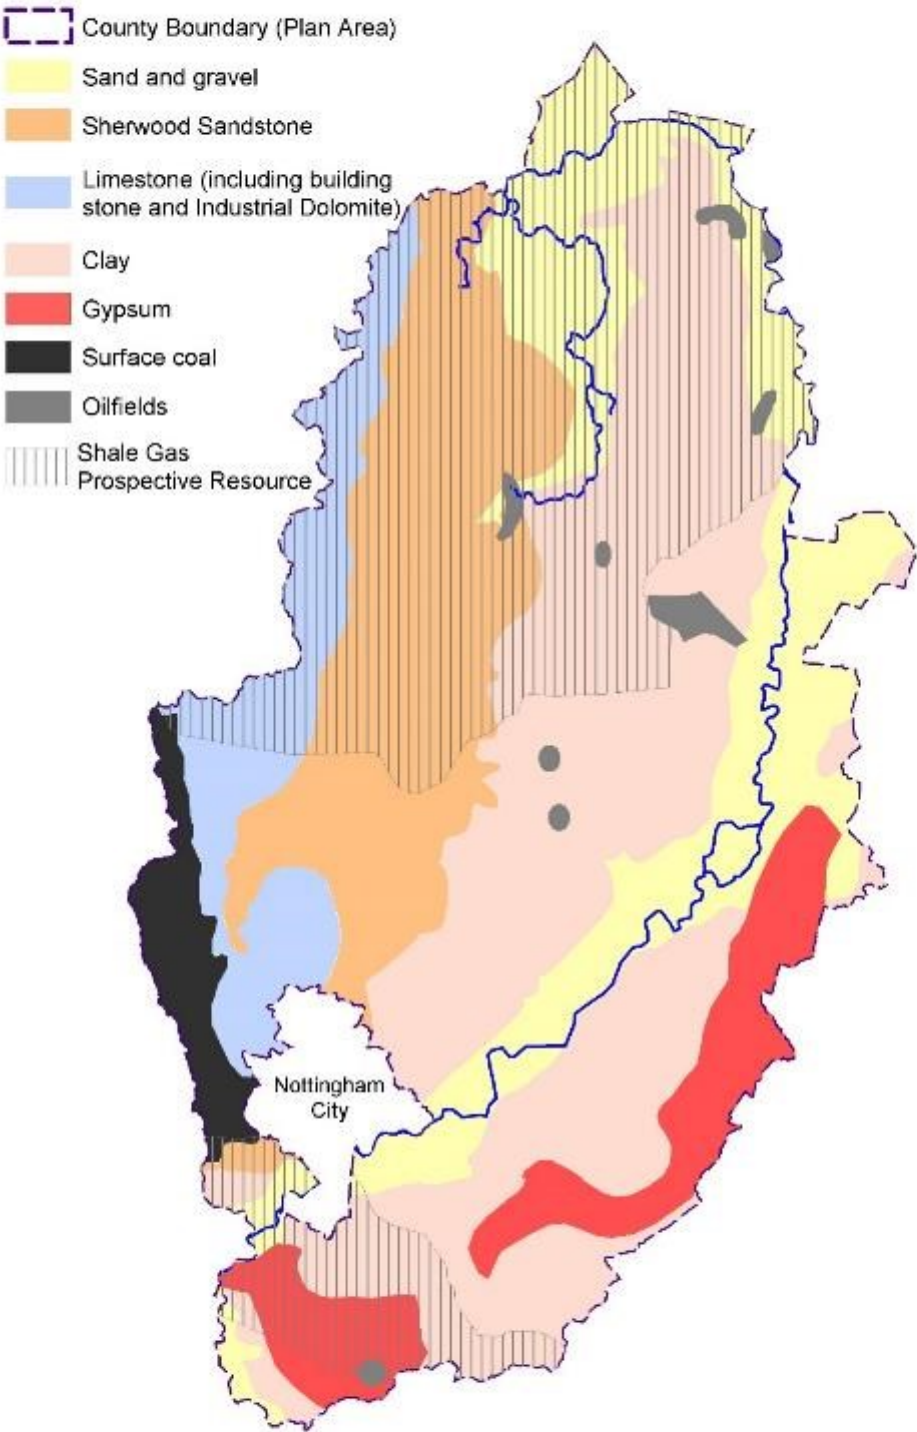 County Boundary (Plan Area)
Sand and gravel
Sherwood Sandstone
Limestone (including building
stone and Industrial Dolomite)
Clay
Gypsum
Surface coal
Oilfields
Shale Gas
Prospective Resource
Nottingham
City